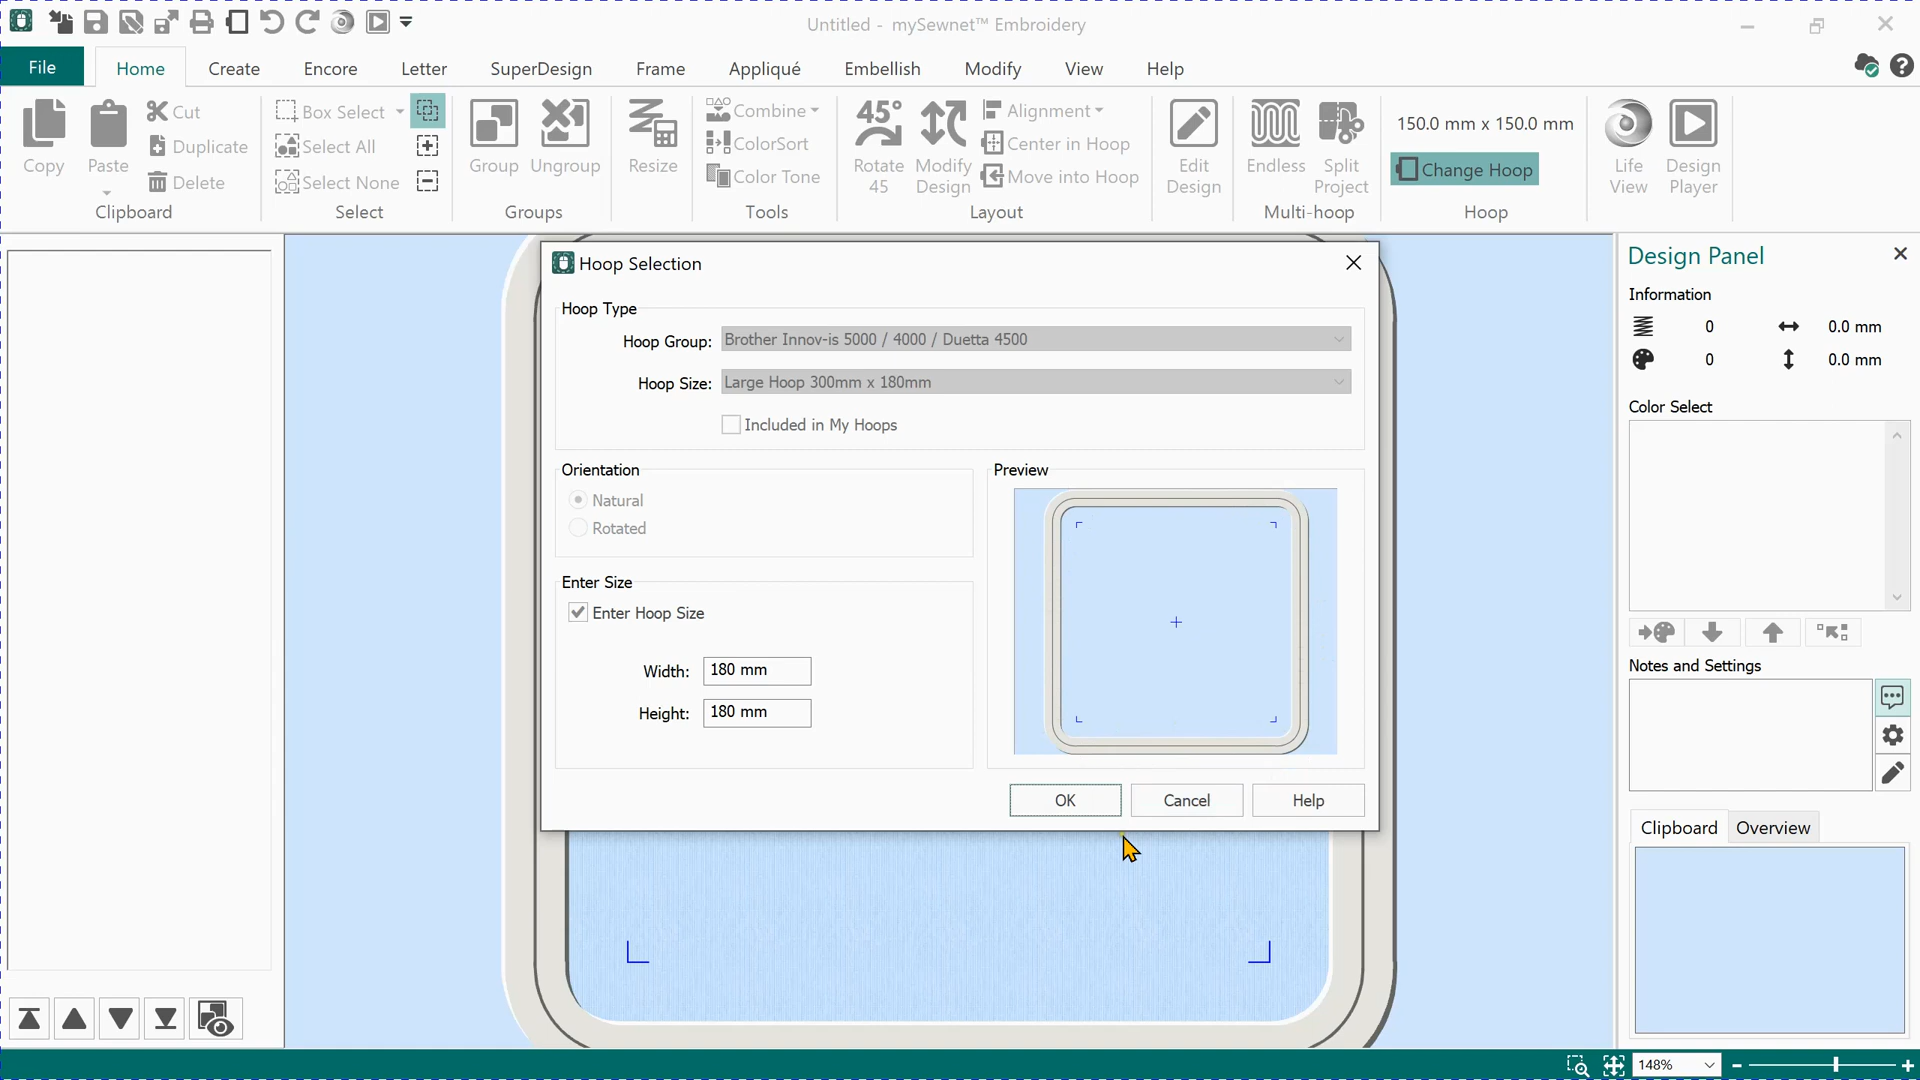 Untitled - mySewnet™ Embroidery
File Home Create Encore Letter SuperDesign Frame Appliqué Embellish Modify View Help
Copy
Paste
Cut
Duplicate
Delete
Clipboard
Box Select
Select All
Select None
Select
Group
Ungroup
Groups
Resize
Combine
ColorSort
Color Tone
Tools
45°
Rotate
45
Modify
Design
Alignment
Center in Hoop
Move into Hoop
Layout
Edit
Design
Endless
Split
Project
Multi-hoop
150.0 mm x 150.0 mm
Change Hoop
Hoop
Life
View
Design
Player
Hoop Selection
Hoop Type
Hoop Group: Brother Innov-is 5000 / 4000 / Duetta 4500
Hoop Size: Large Hoop 300mm x 180mm
Included in My Hoops
Orientation
Natural
Rotated
Enter Size
Enter Hoop Size
Width: 180 mm
Height: 180 mm
Preview
OK Cancel Help
Design Panel
Information
0 0.0 mm
0 0.0 mm
Color Select
Notes and Settings
Clipboard Overview
148%